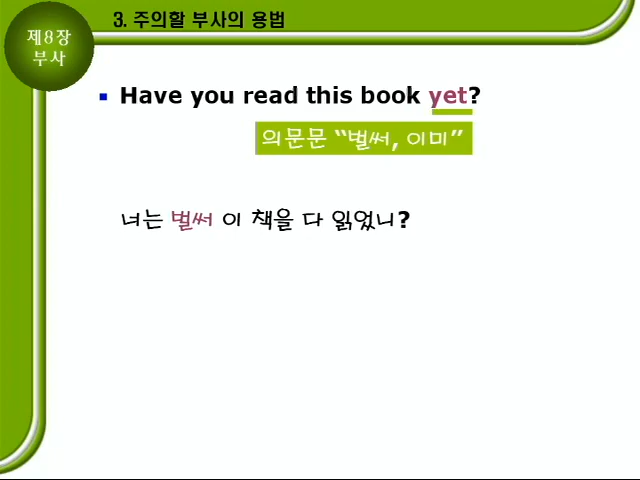 3. 주의할 부사의 용법
제8장
부사
Have you read this book yet?
의문문 “벌써, 이미”
너는 벌써 이 책을 다 읽었니?